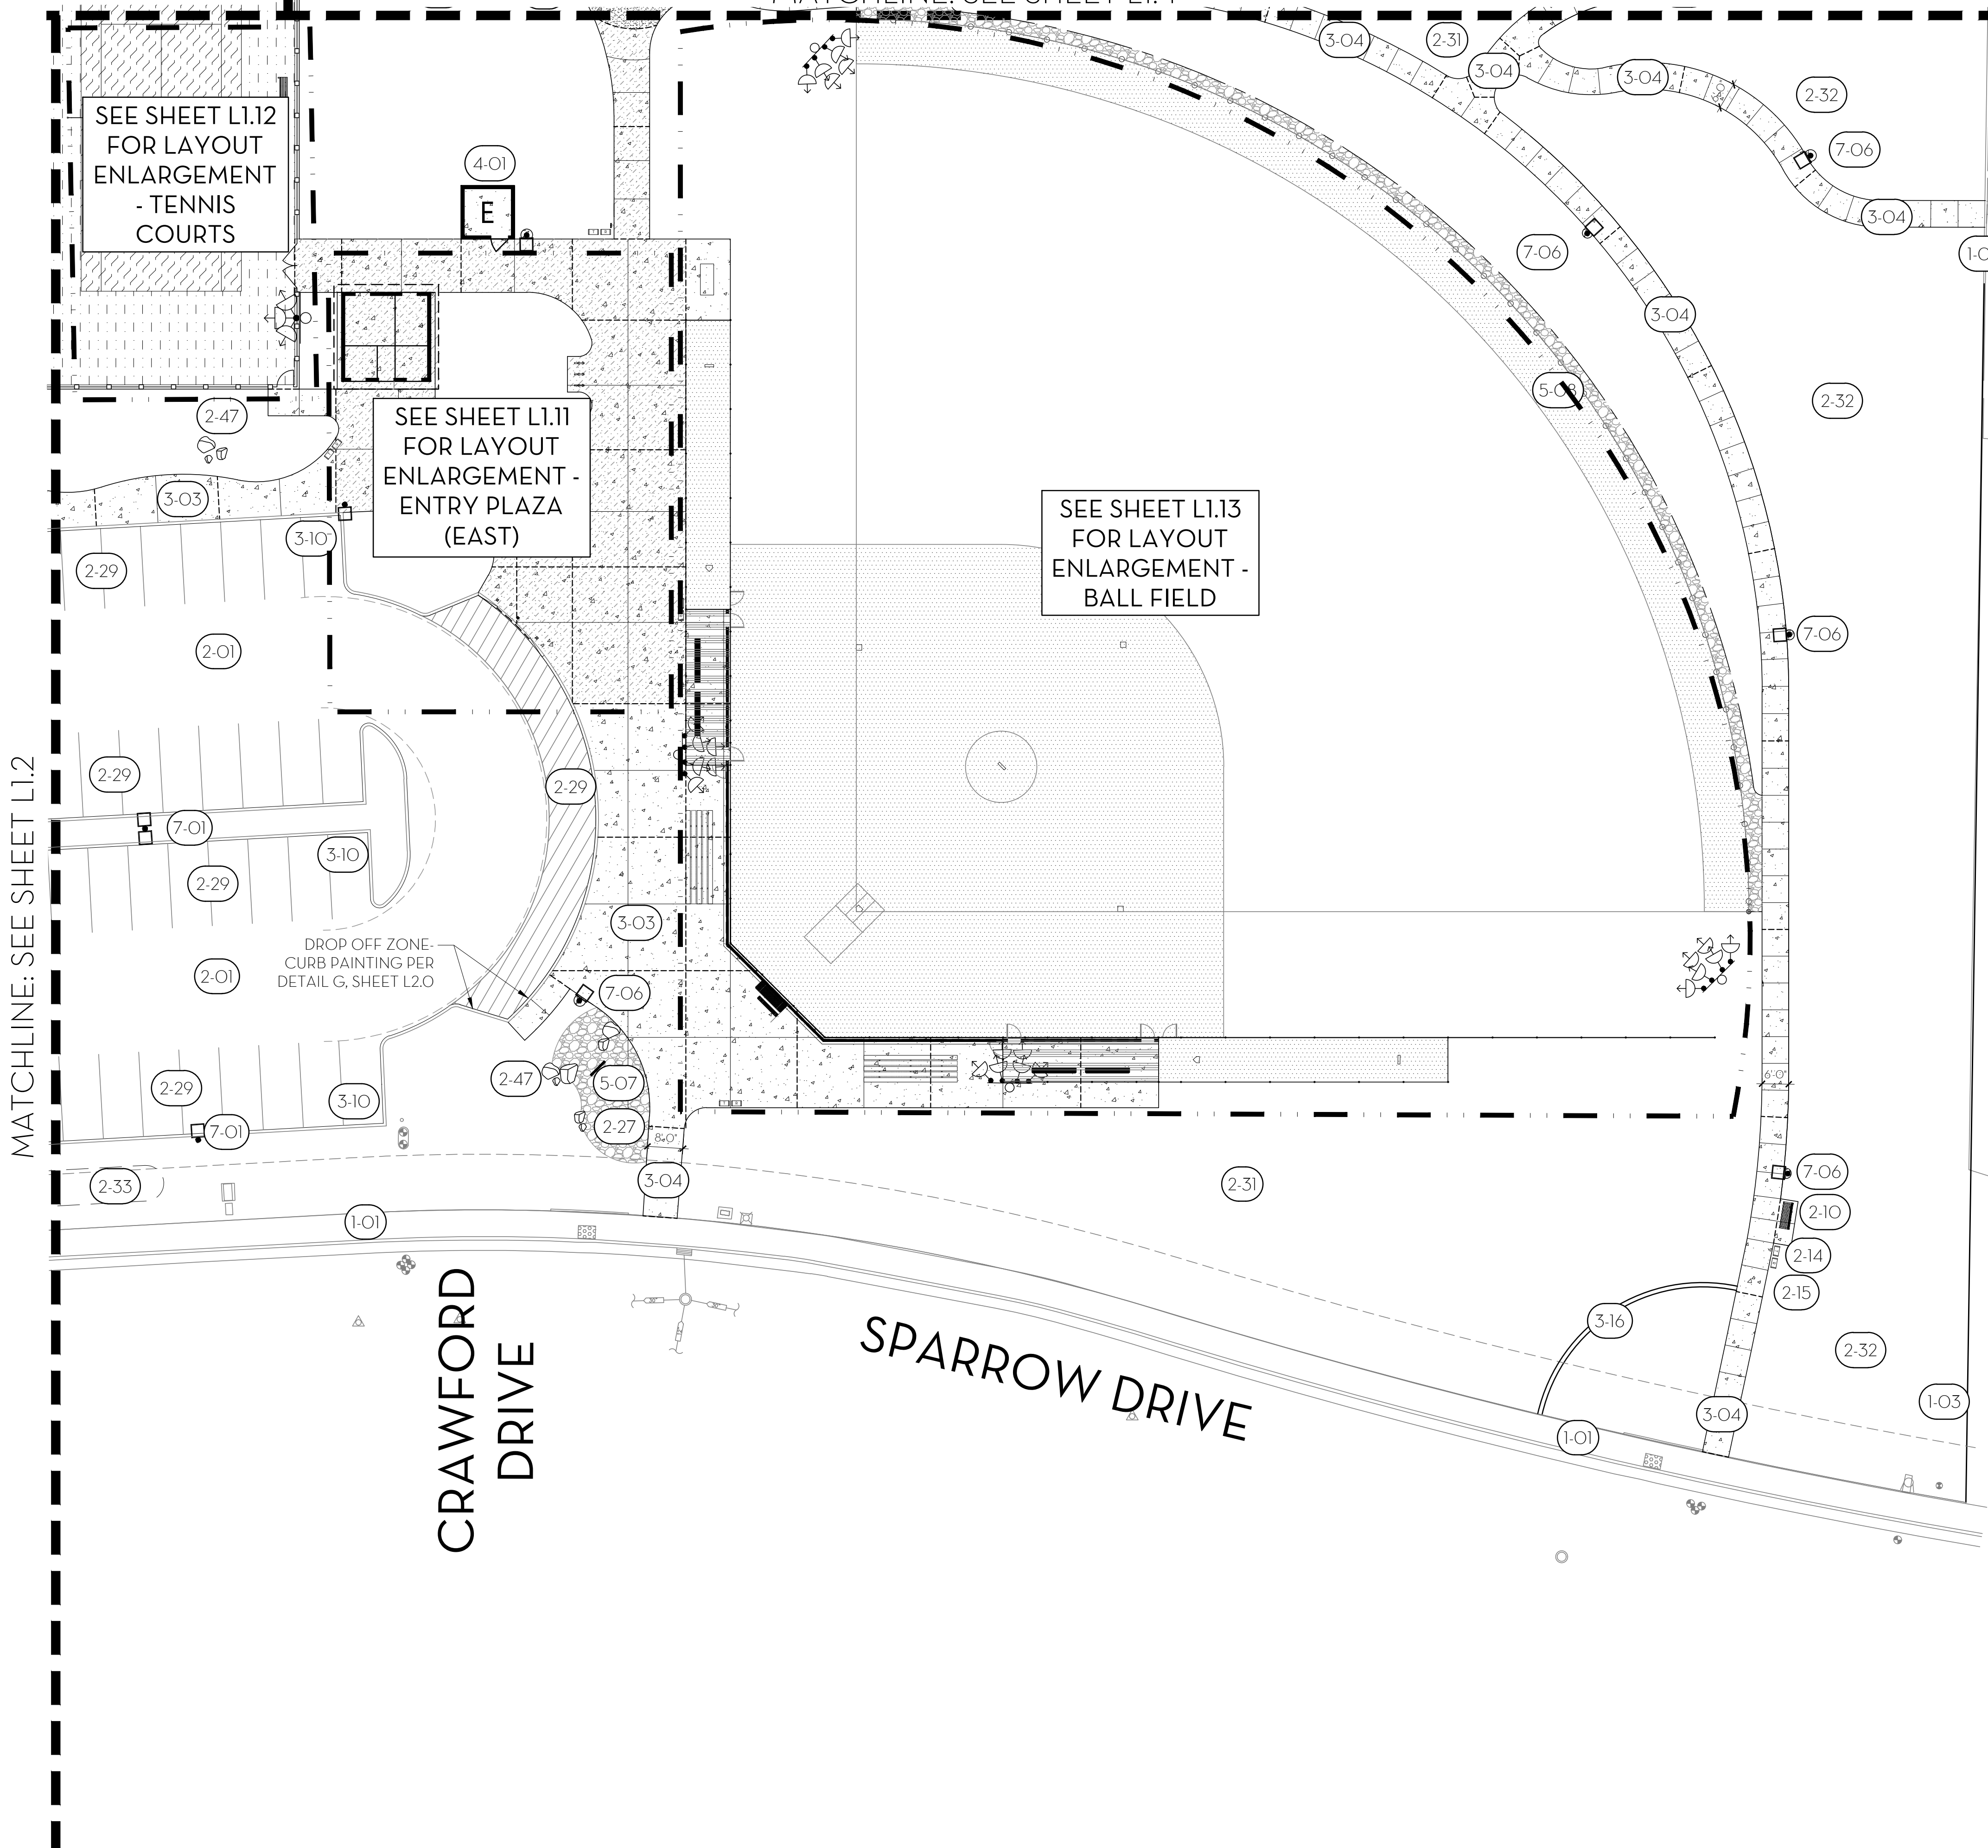 3-04
2-31
3-04
3-04
2-32
7-06
3-04
SEE SHEET L1.12
FOR LAYOUT
ENLARGEMENT
- TENNIS
COURTS
4-01
E
7-06
3-04
5-08
2-32
2-47
SEE SHEET L1.11
FOR LAYOUT
ENLARGEMENT -
ENTRY PLAZA
(EAST)
3-03
3-10
2-29
SEE SHEET L1.13
FOR LAYOUT
ENLARGEMENT -
BALL FIELD
2-01
7-06
2-29
2-29
7-01
3-10
2-29
MATCHLINE: SEE SHEET L1.2
3-03
DROP OFF ZONE-
CURB PAINTING PER
DETAIL G, SHEET L2.0
2-01
7-06
2-47
5-07
2-29
3-10
7-01
2-27
8'-0"
6'-0"
3-04
2-33
2-31
7-06
2-10
1-01
2-14
2-15
3-16
2-32
1-03
3-04
1-01
CRAWFORD
DRIVE
SPARROW DRIVE